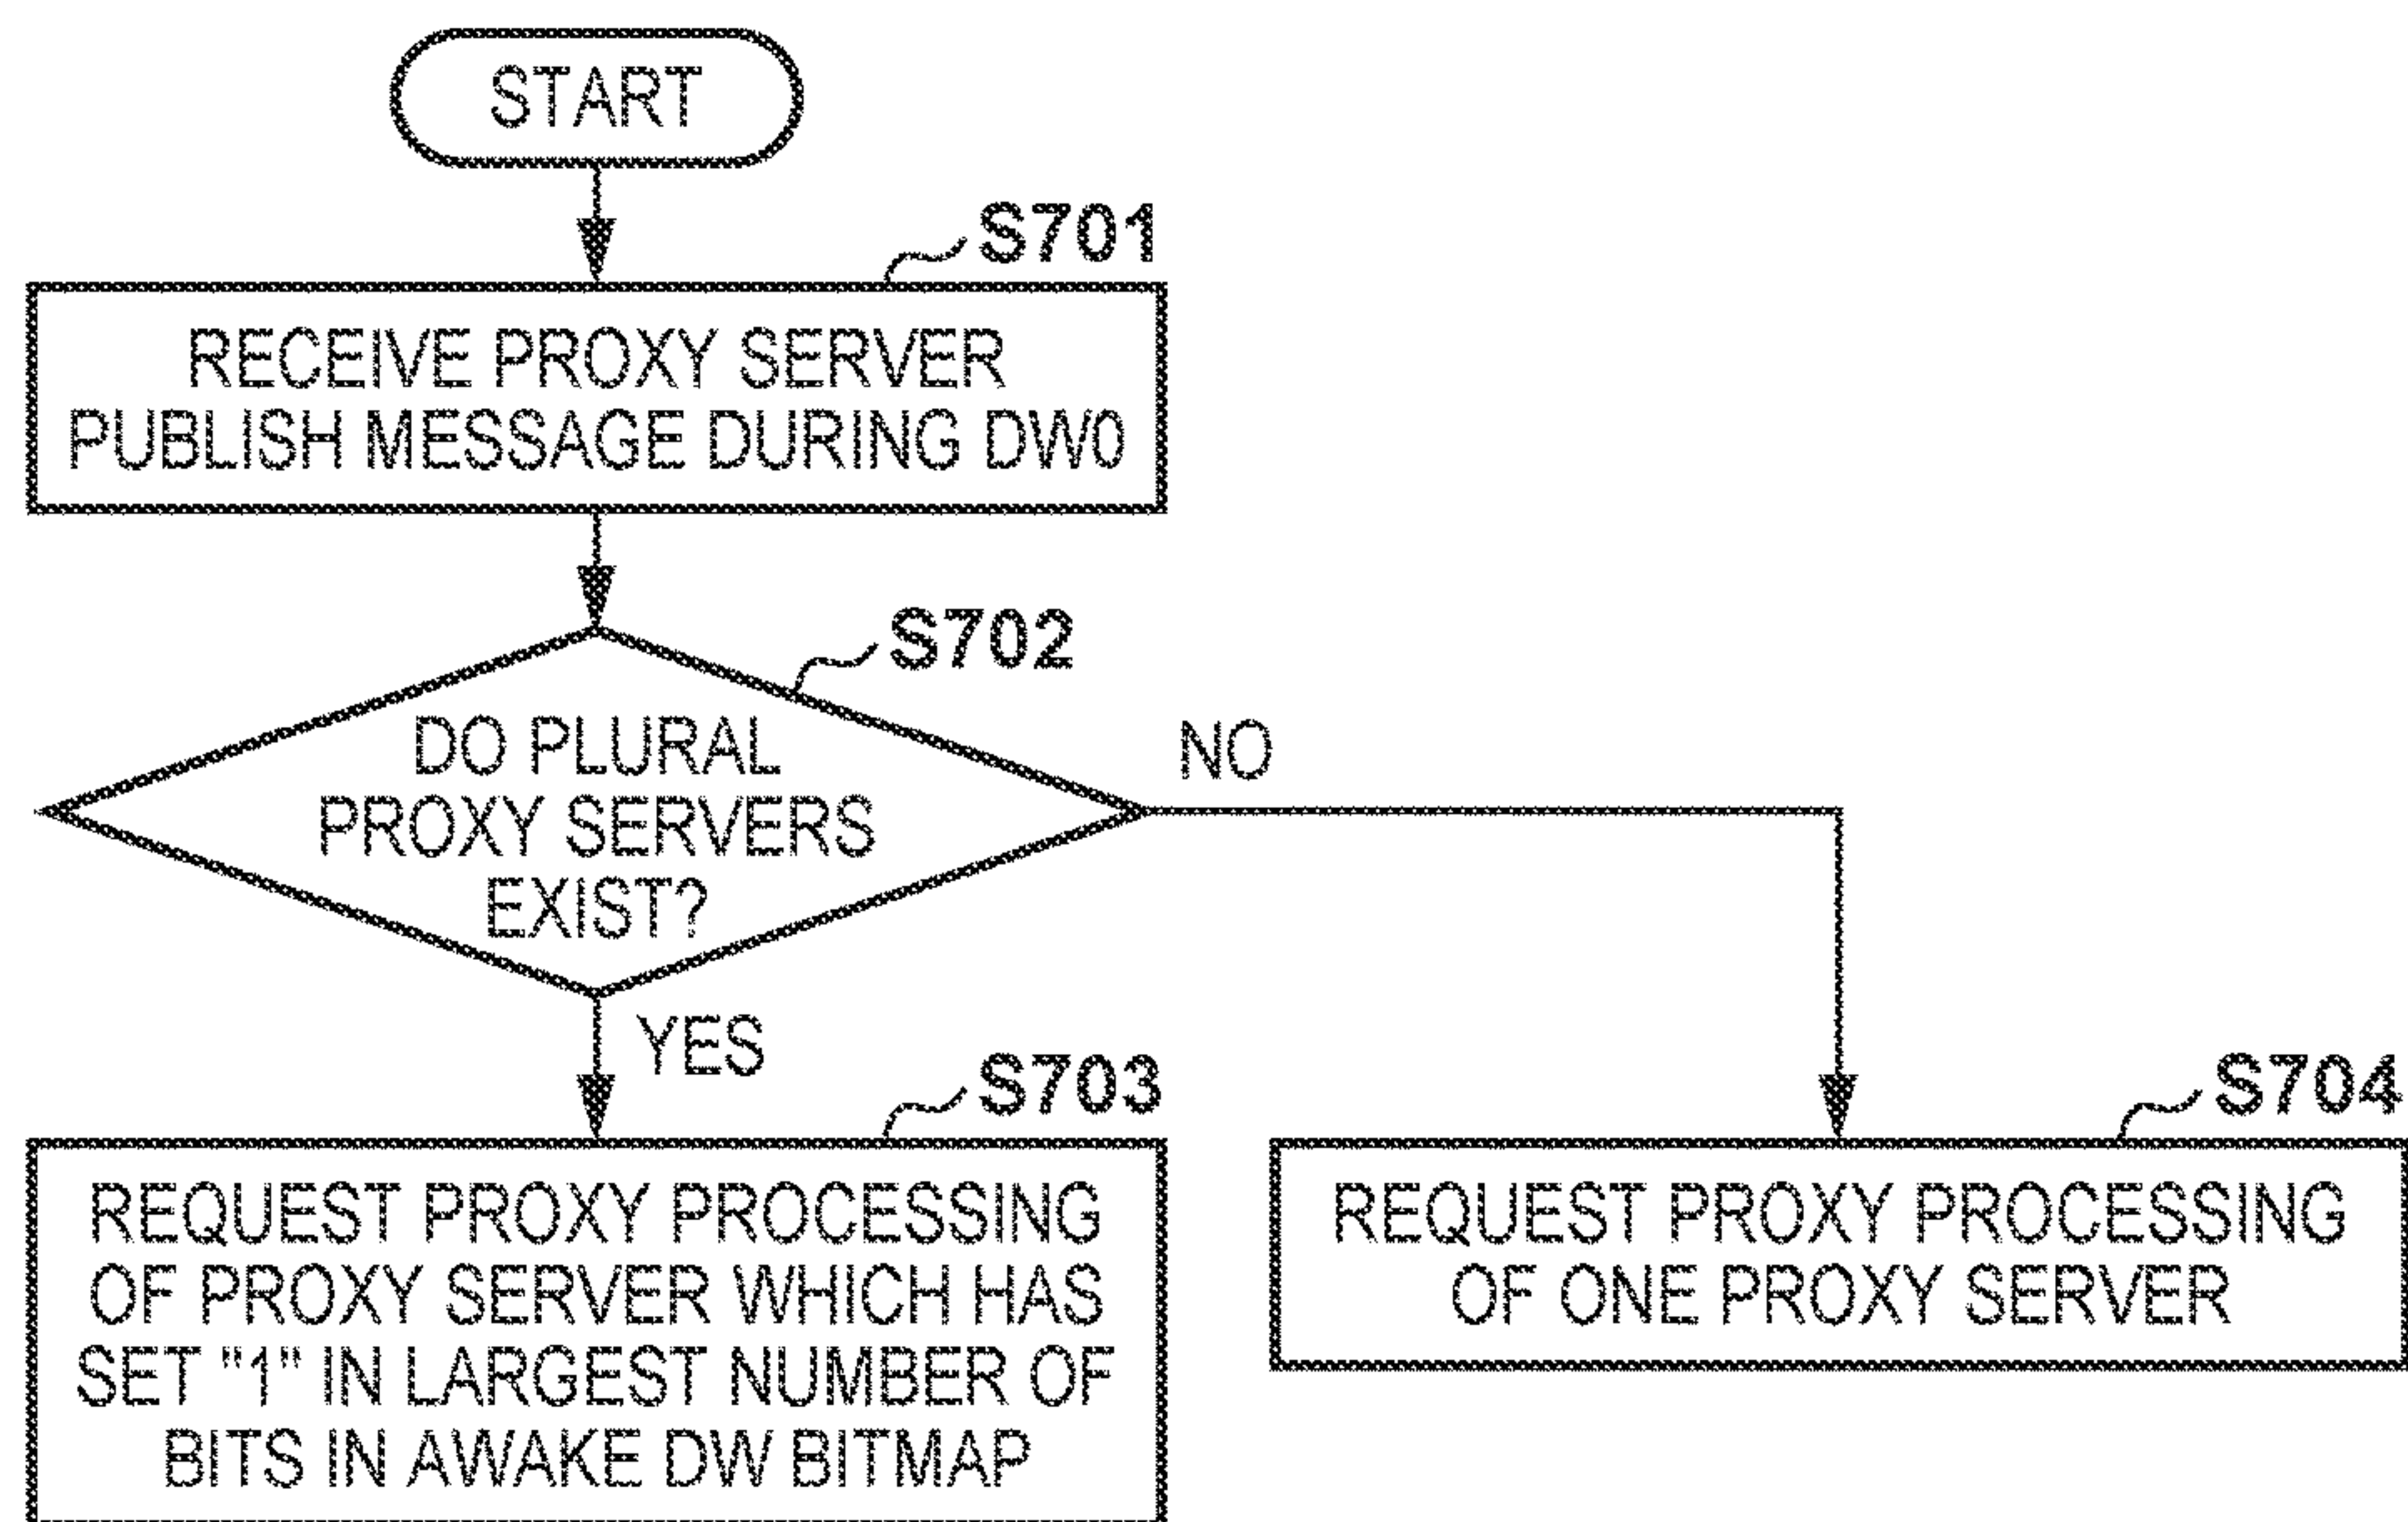 START
S701
RECEIVE PROXY SERVER
PUBLISH MESSAGE DURING DW0
S702
DO PLURAL
PROXY SERVERS
EXIST?
NO
YES
S703
REQUEST PROXY PROCESSING
OF PROXY SERVER WHICH HAS
SET "1" IN LARGEST NUMBER OF
BITS IN AWAKE DW BITMAP
S704
REQUEST PROXY PROCESSING
OF ONE PROXY SERVER